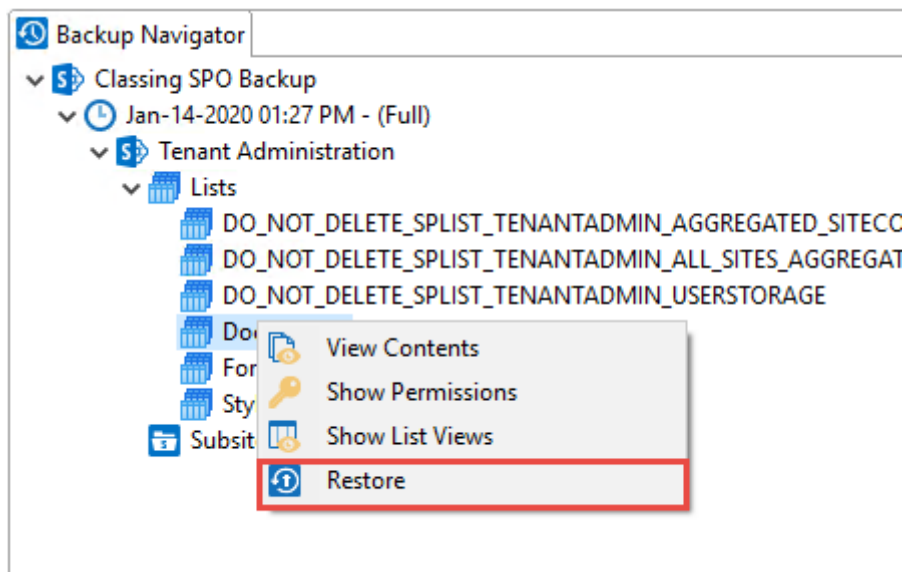 Backup Navigator
Classing SPO Backup
Jan-14-2020 01:27 PM - (Full)
Tenant Administration
Lists
DO_NOT_DELETE_SPLIST_TENANTADMIN_AGGREGATED_SITECO
DO_NOT_DELETE_SPLIST_TENANTADMIN_ALL_SITES_AGGREGAT
DO_NOT_DELETE_SPLIST_TENANTADMIN_USERSTORAGE
Do
View Contents
For
Show Permissions
Sty
Show List Views
Subsit
Restore